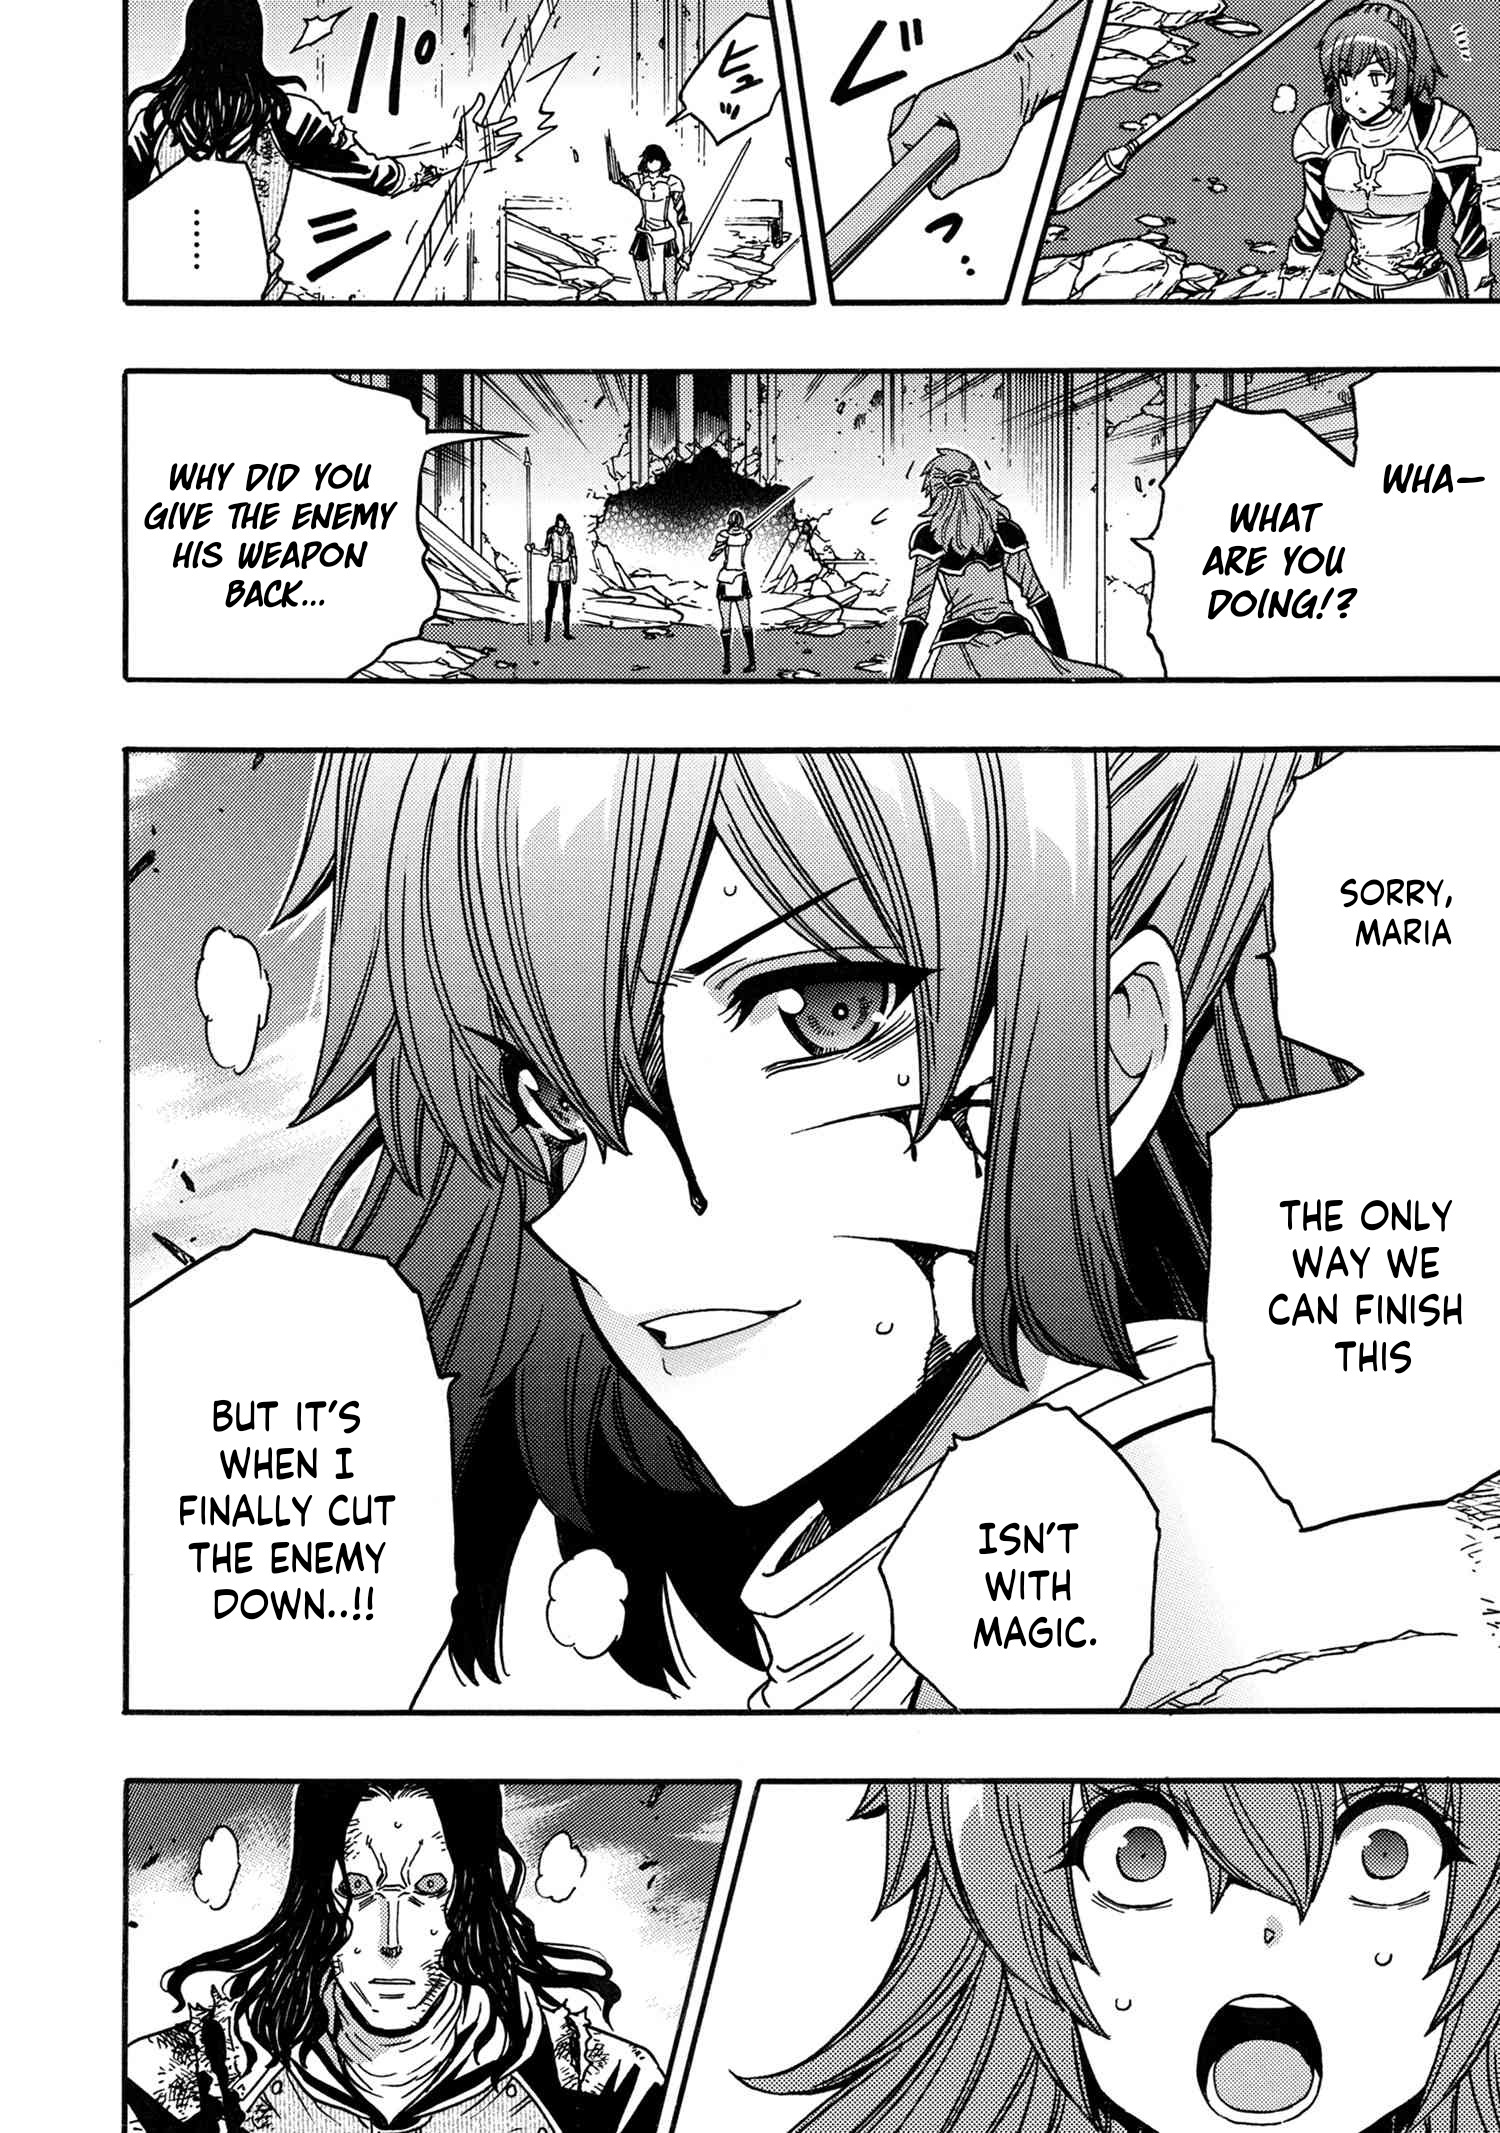 ぐっ…
ヒュッ
パシッ
……
WHA–
WHAT
ARE YOU
DOING!?
WHY DID YOU
GIVE THE ENEMY
HIS WEAPON
BACK...
SORRY,
MARIA
THE ONLY
WAY WE
CAN FINISH
THIS
ISN'T
WITH
MAGIC.
BUT IT'S
WHEN I
FINALLY CUT
THE ENEMY
DOWN..!!